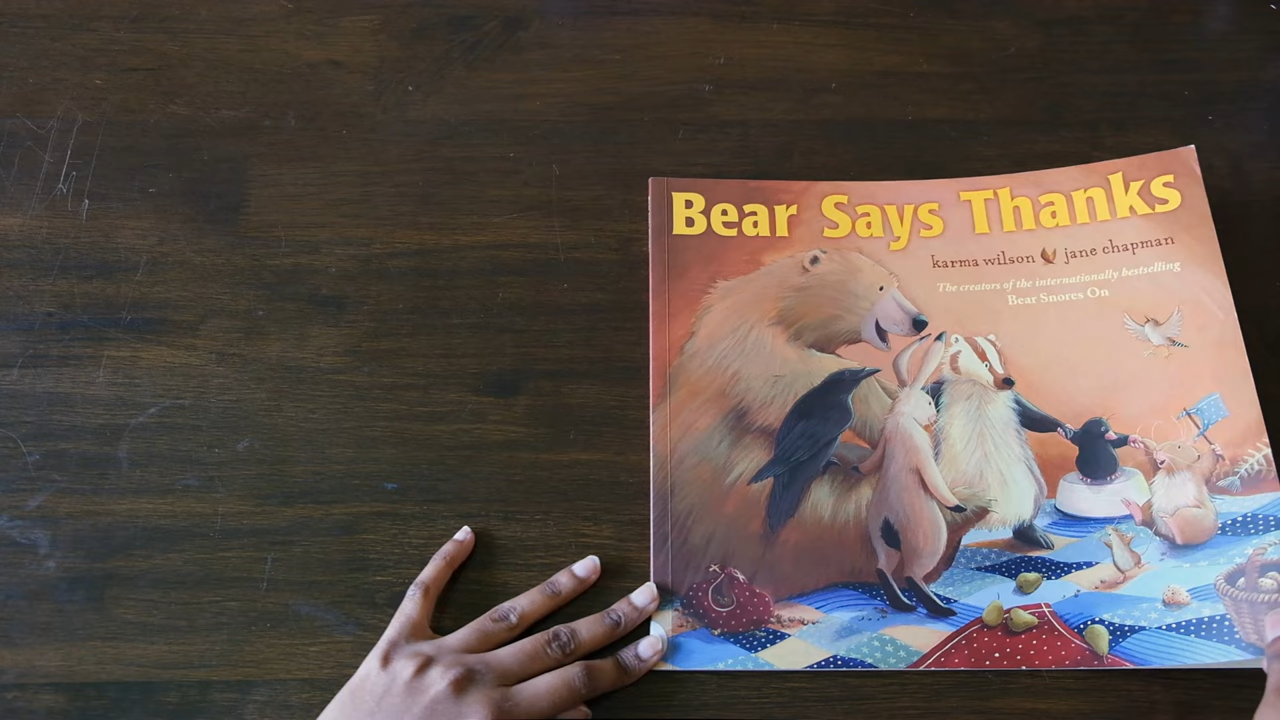 Bear Says Thanks
karma wilson jane chapman
The creators of the internationally bestselling
Bear Snores On